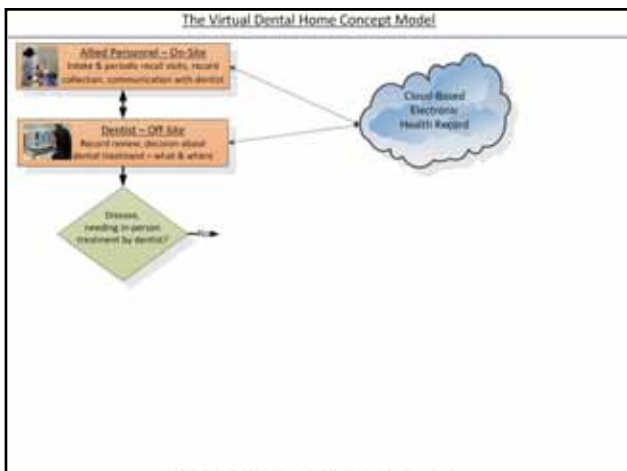 The Virtual Dental Home Concept Model
Allied Personnel – On-Site
Intake & periodic recall visits, record
collection, communication with dentist
Dentist – Off-Site
Record review, decision about
dental treatment – what & where
Cloud-Based
Electronic
Health Record
Disease,
needing in-person
treatment by dentist?
No